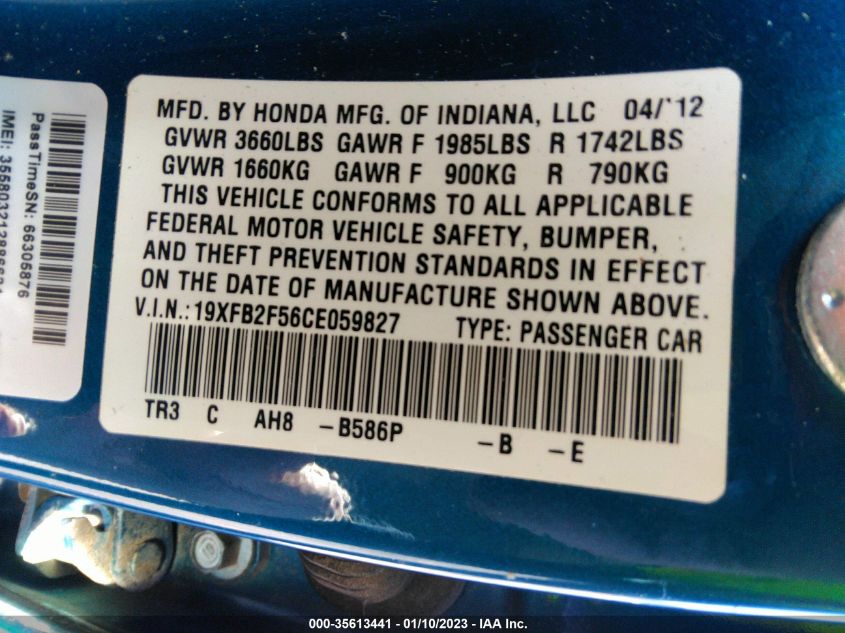 MFD. BY HONDA MFG. OF INDIANA, LLC 04/'12
GVWR 3660LBS GAWR F 1985LBS R 1742LBS
GVWR 1660KG GAWR F 900KG R 790KG
THIS VEHICLE CONFORMS TO ALL APPLICABLE
FEDERAL MOTOR VEHICLE SAFETY, BUMPER,
AND THEFT PREVENTION STANDARDS IN EFFECT
ON THE DATE OF MANUFACTURE SHOWN ABOVE.
V.I.N.:19XFB2F56CE059827 TYPE: PASSENGER CAR
TR3 C AH8 -B586P -B -E
PassTimeSN: 66305876
IMEI:
000-35613441 - 01/10/2023 - IAA Inc.